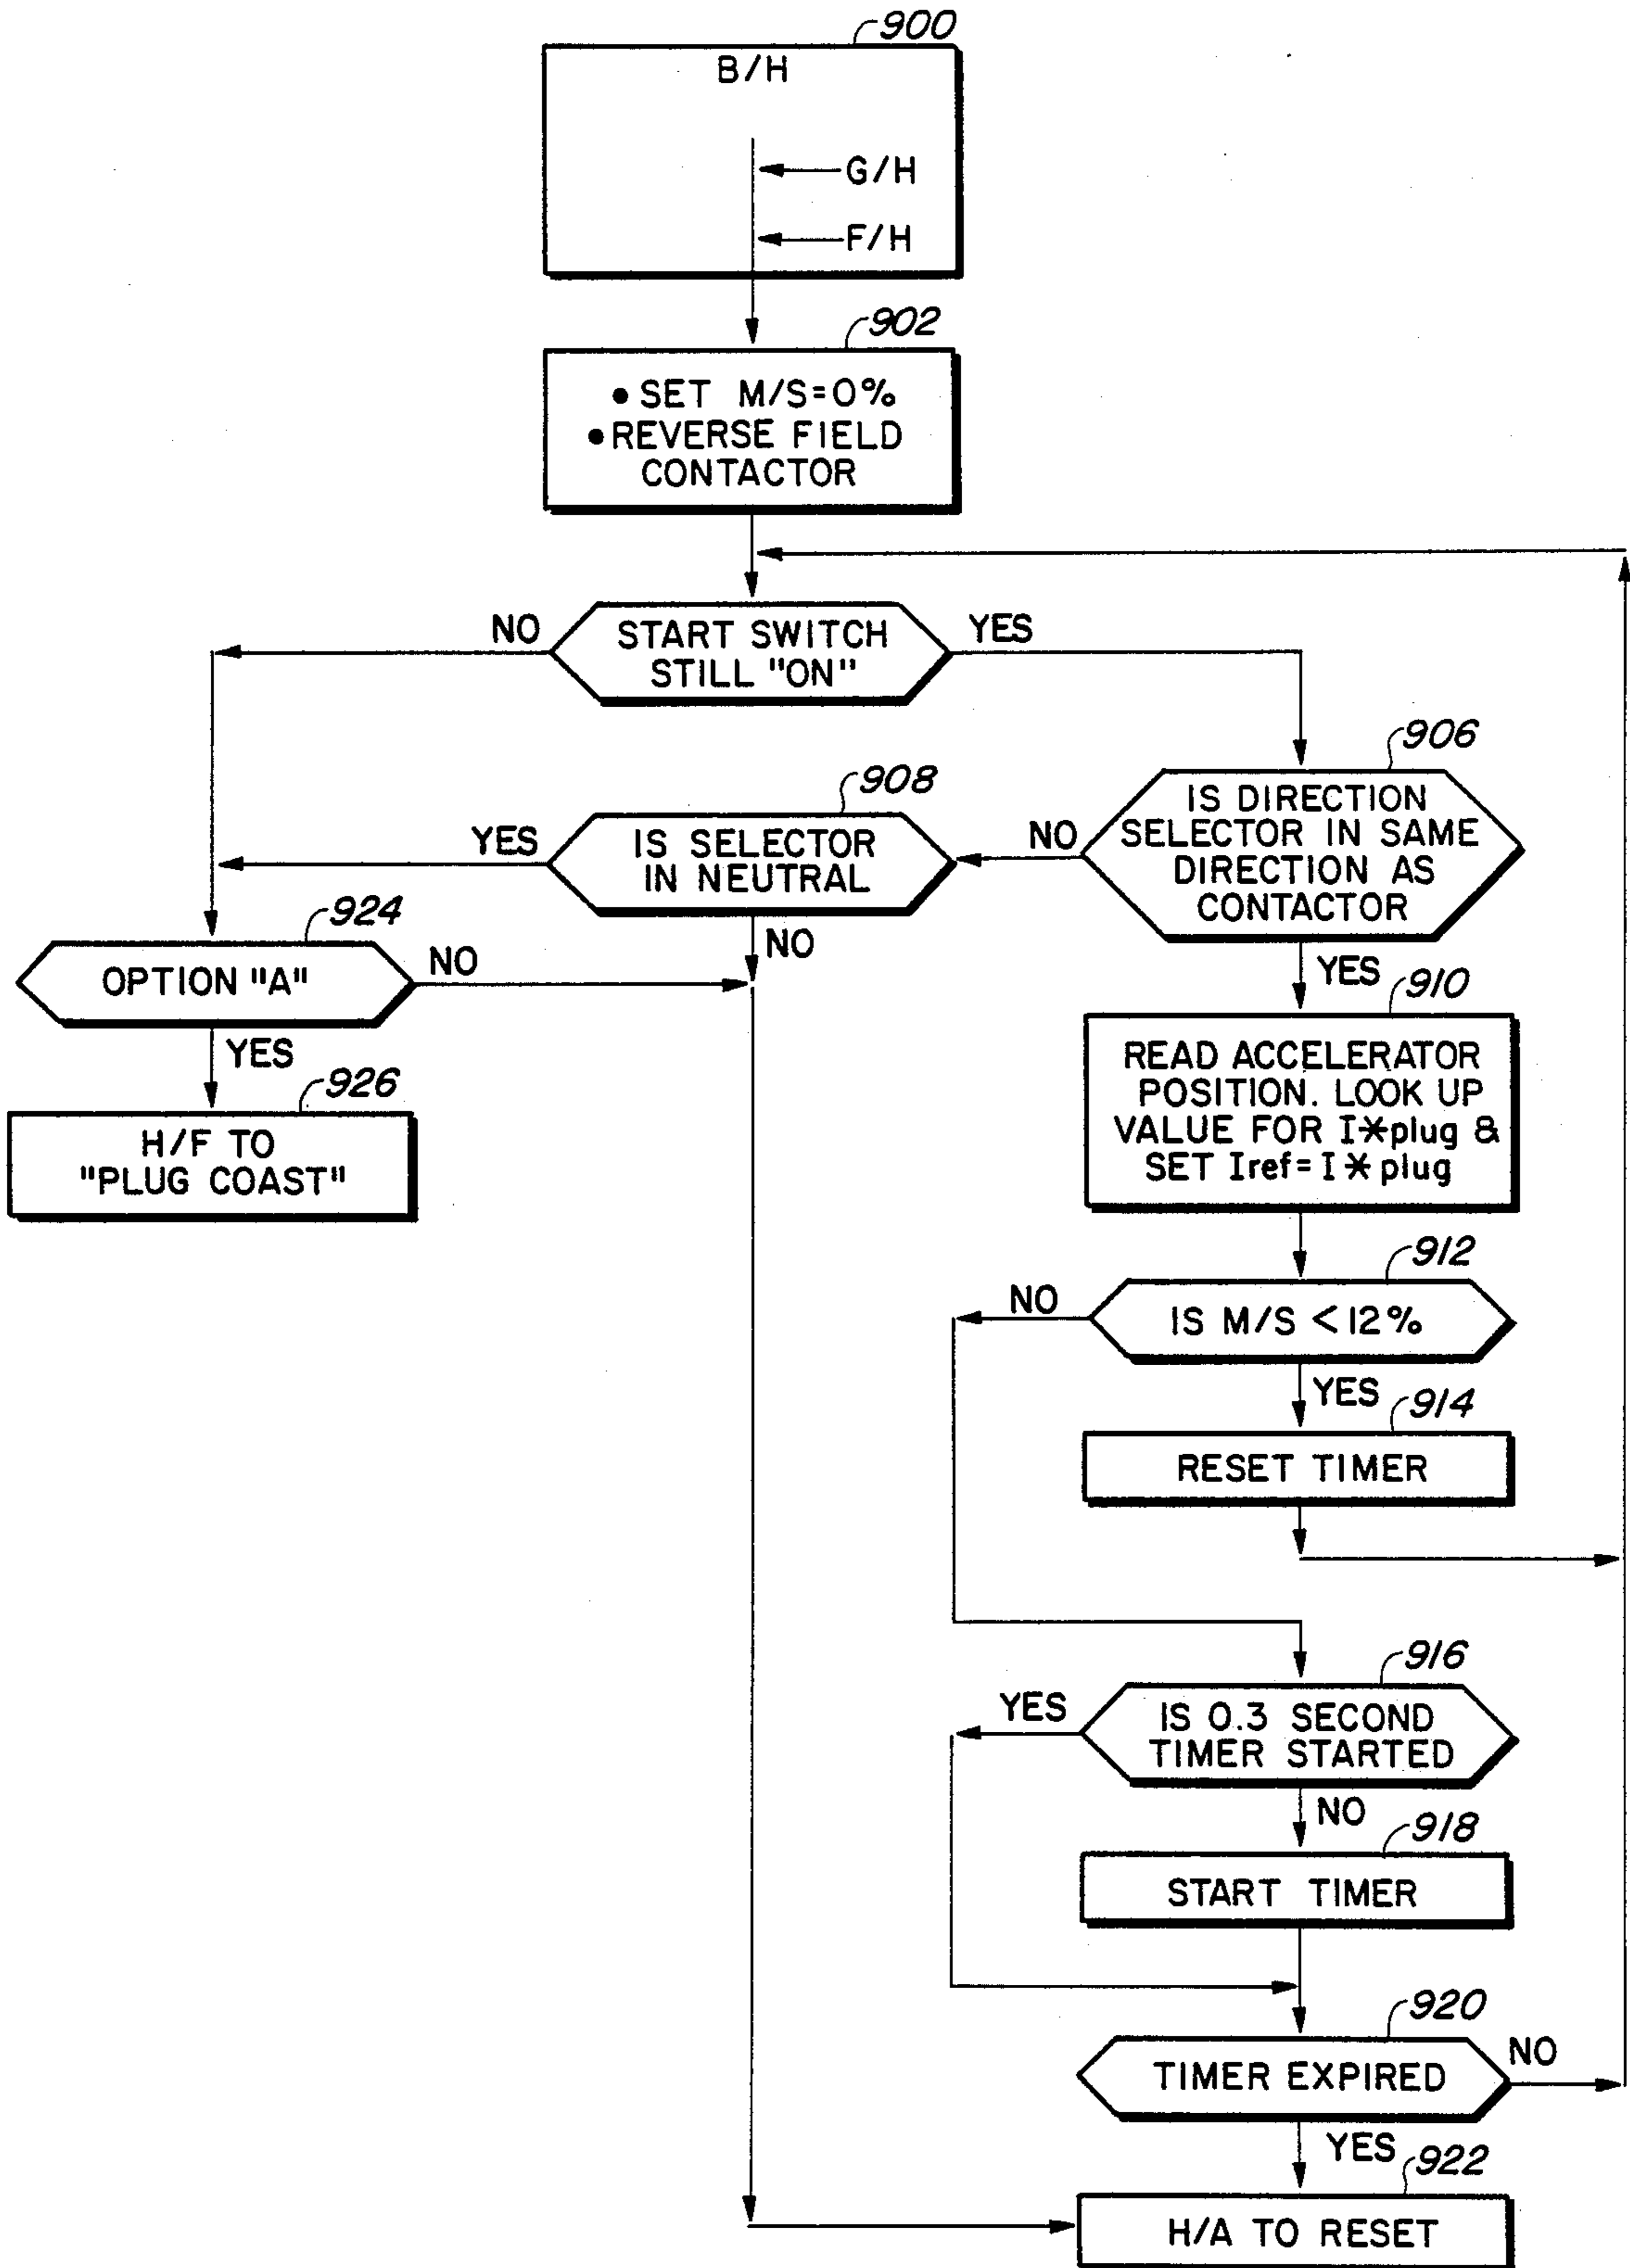 900
B/H
G/H
F/H
902
• SET M/S=0%
• REVERSE FIELD
CONTACTOR
NO
START SWITCH
STILL "ON"
YES
906
IS DIRECTION
SELECTOR IN SAME
DIRECTION AS
CONTACTOR
NO
YES
908
IS SELECTOR
IN NEUTRAL
YES
NO
924
OPTION "A"
NO
YES
926
H/F TO
"PLUG COAST"
910
READ ACCELERATOR
POSITION. LOOK UP
VALUE FOR I*plug &
SET Iref=I*plug
912
IS M/S <12%
NO
YES
914
RESET TIMER
916
IS 0.3 SECOND
TIMER STARTED
YES
NO
918
START TIMER
920
TIMER EXPIRED
NO
YES
922
H/A TO RESET